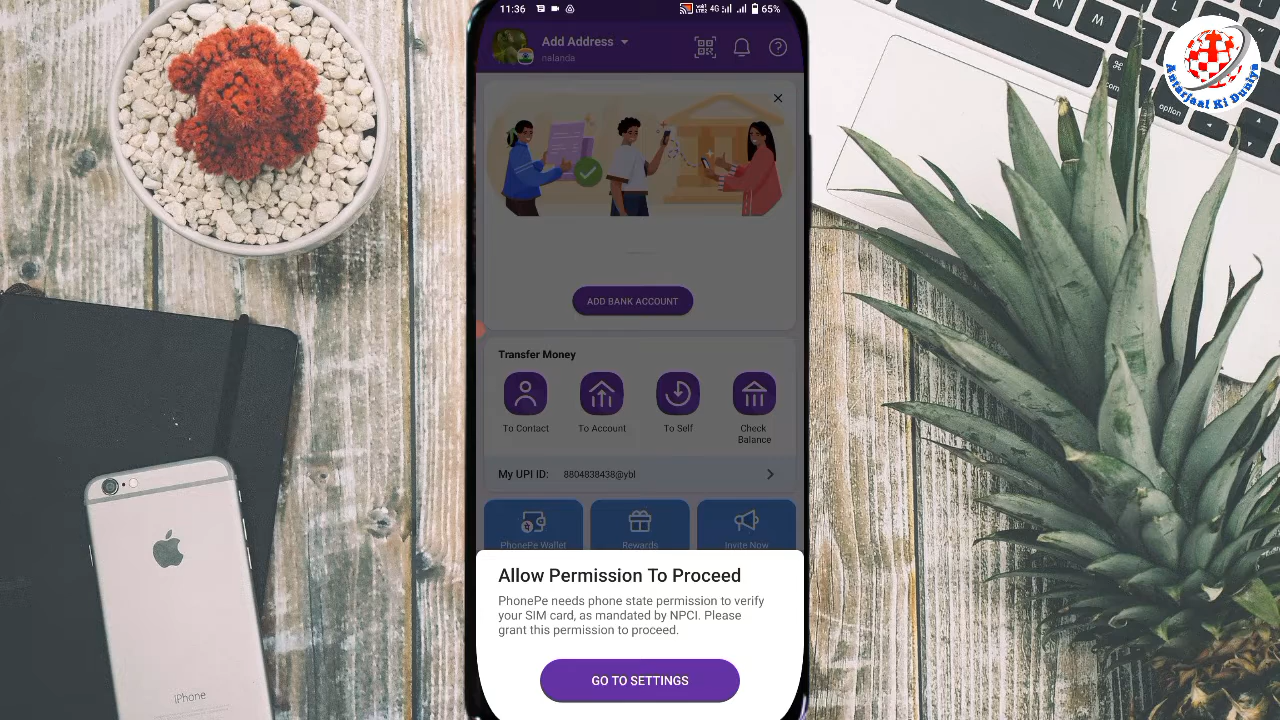 11:36
4G
65%
Add Address
nalanda
ADD BANK ACCOUNT
Transfer Money
To Contact
To Account
To Self
Check
Balance
My UPI ID: 8804838438@ybl
PhonePe Wallet
Rewards
Invite Now
Allow Permission To Proceed
PhonePe needs phone state permission to verify
your SIM card, as mandated by NPCI. Please
grant this permission to proceed.
GO TO SETTINGS
iPhone
N
M
⌘
option
Antarjaal Ki Duniya